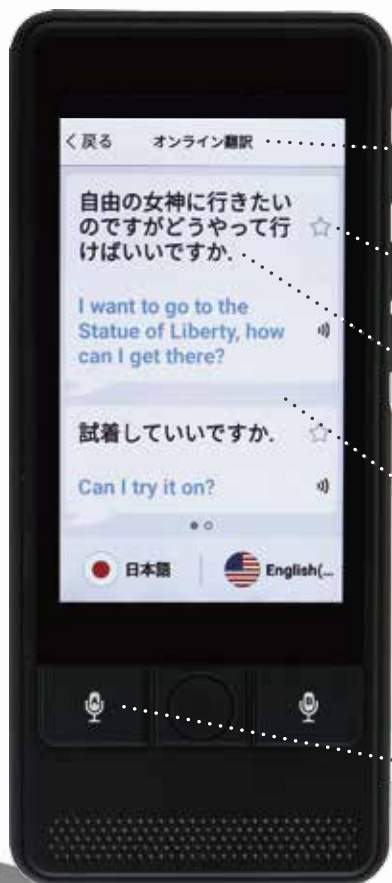 く戻る オンライン翻訳
自由の女神に行きたい
のですがどうやって行
けばいいですか.
I want to go to the
Statue of Liberty, how
can I get there?
試着していいですか.
Can I try it on?
日本語 English(...